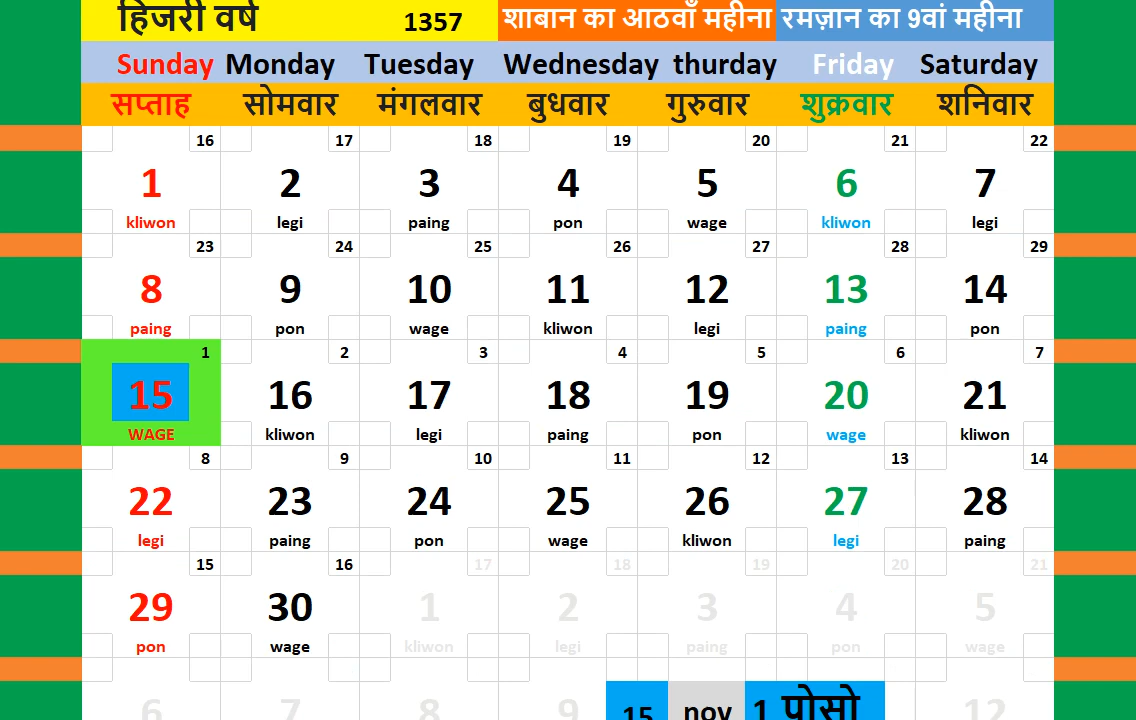 हिजरी वर्ष 1357 शाबान का आठवाँ महीना रमज़ान का 9वां महीना
Sunday Monday Tuesday Wednesday thurday Friday Saturday
सप्ताह सोमवार मंगलवार बुधवार गुरुवार शुक्रवार शनिवार
16 17 18 19 20 21 22
1 2 3 4 5 6 7
kliwon legi paing pon wage kliwon legi
23 24 25 26 27 28 29
8 9 10 11 12 13 14
paing pon wage kliwon legi paing pon
1 2 3 4 5 6 7
15 16 17 18 19 20 21
WAGE kliwon legi paing pon wage kliwon
8 9 10 11 12 13 14
22 23 24 25 26 27 28
legi paing pon wage kliwon legi paing
15 16 17 18 19 20 21
29 30 1 2 3 4 5
pon wage kliwon legi paing pon wage
6 7 8 9 15 nov 1 पोसो 12